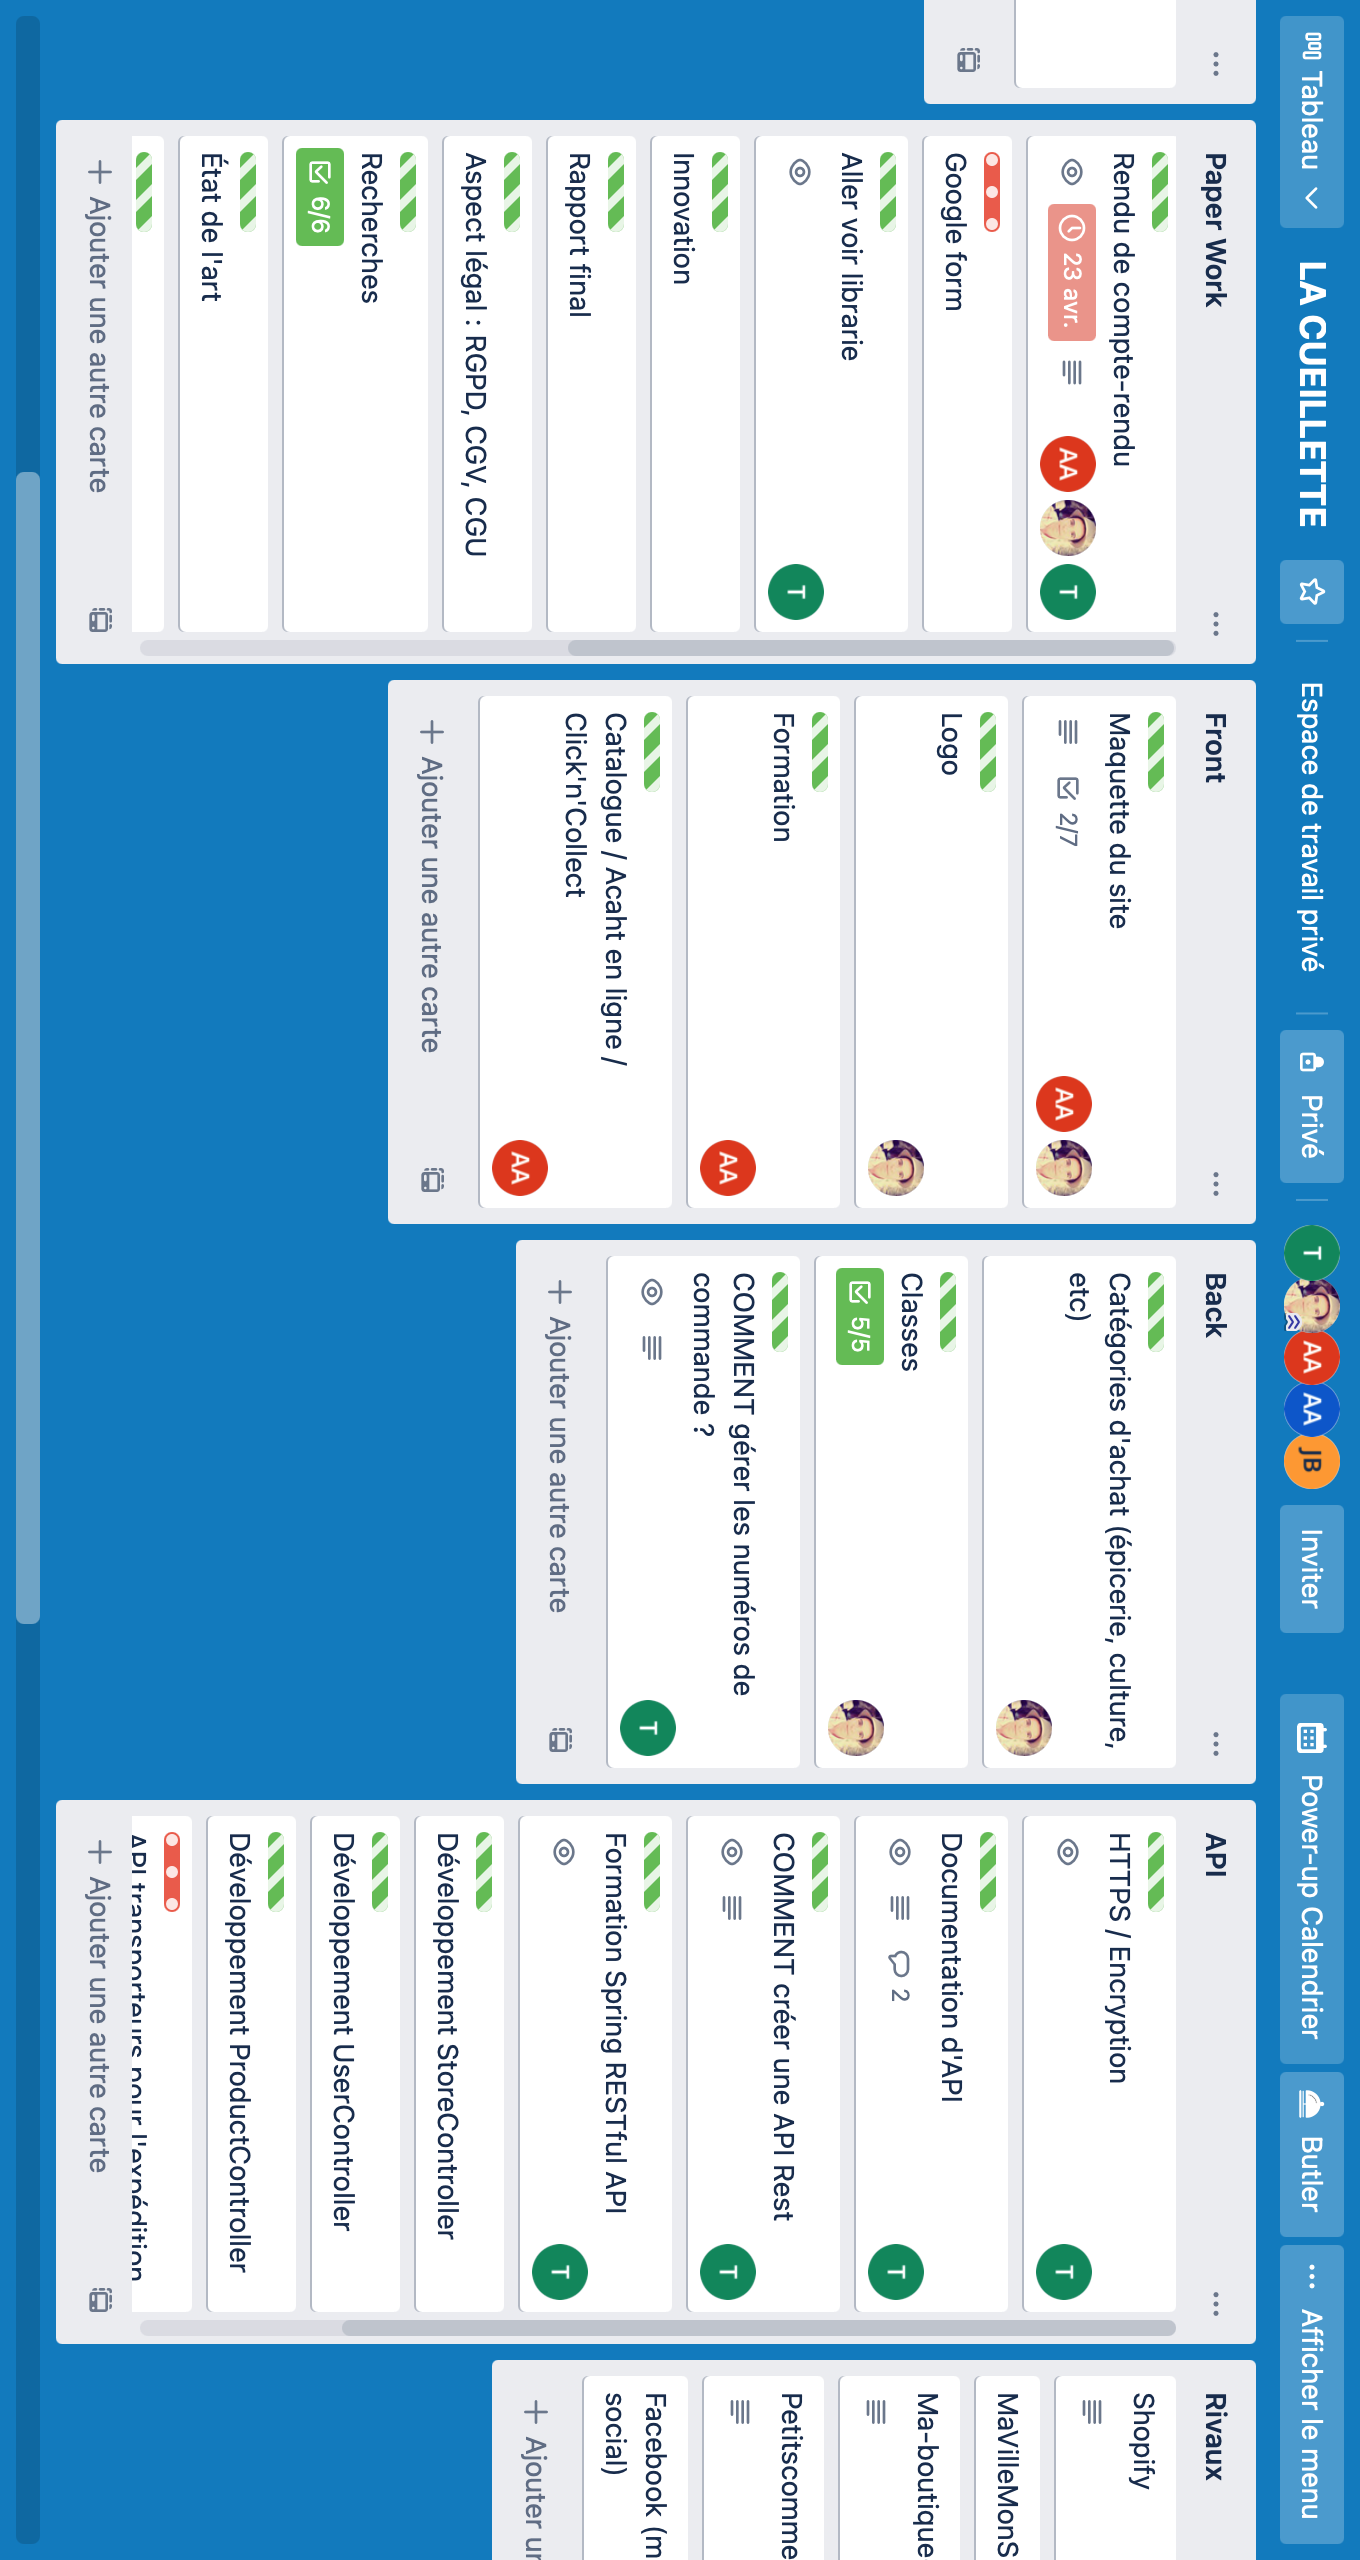 Tableau
LA CUEILLETTE
Espace de travail privé
Privé
T
AA
AA
JB
Inviter
Power-up Calendrier
Butler
Afficher le menu
Paper Work
Rendu de compte-rendu
23 avr.
AA
T
Google form
Aller voir librarie
T
Innovation
Rapport final
Aspect légal : RGPD, CGV, CGU
Recherches
6/6
État de l'art
Ajouter une autre carte
Front
Maquette du site
2/7
AA
Logo
Formation
AA
Catalogue / Acaht en ligne /
Click'n'Collect
AA
Ajouter une autre carte
Back
Catégories d'achat (épicerie, culture,
etc)
Classes
5/5
COMMENT gérer les numéros de
commande ?
T
Ajouter une autre carte
API
HTTPS / Encryption
T
Documentation d'API
2
T
COMMENT créer une API Rest
T
Formation Spring RESTful API
T
Développement StoreController
Développement UserController
Développement ProductController
API transporteurs pour l'expédition
Ajouter une autre carte
Rivaux
Shopify
MaVilleMonS
Ma-boutique
Petitscomme
Facebook (m
social)
Ajouter ur